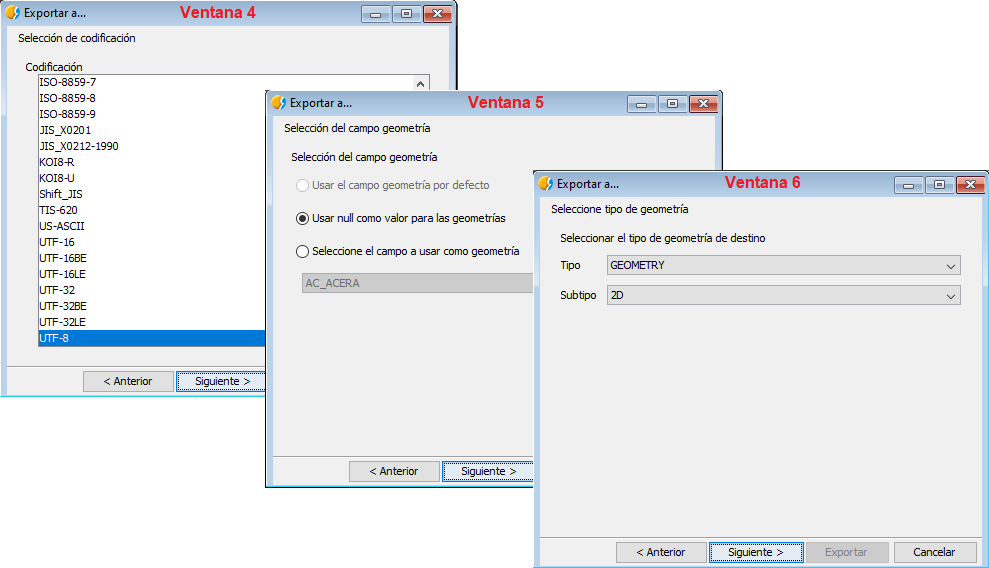 Exportar a...
Ventana 4
Selección de codificación
Codificación
ISO-8859-7
ISO-8859-8
ISO-8859-9
JIS_X0201
JIS_X0212-1990
KOI8-R
KOI8-U
Shift_JIS
TIS-620
US-ASCII
UTF-16
UTF-16BE
UTF-16LE
UTF-32
UTF-32BE
UTF-32LE
UTF-8
< Anterior
Siguiente >
Exportar a...
Ventana 5
Selección del campo geometría
Selección del campo geometría
Usar el campo geometría por defecto
Usar null como valor para las geometrías
Seleccione el campo a usar como geometría
AC_ACERA
< Anterior
Siguiente >
Exportar a...
Ventana 6
Seleccione tipo de geometría
Seleccionar el tipo de geometría de destino
Tipo GEOMETRY
Subtipo 2D
< Anterior
Siguiente >
Exportar
Cancelar